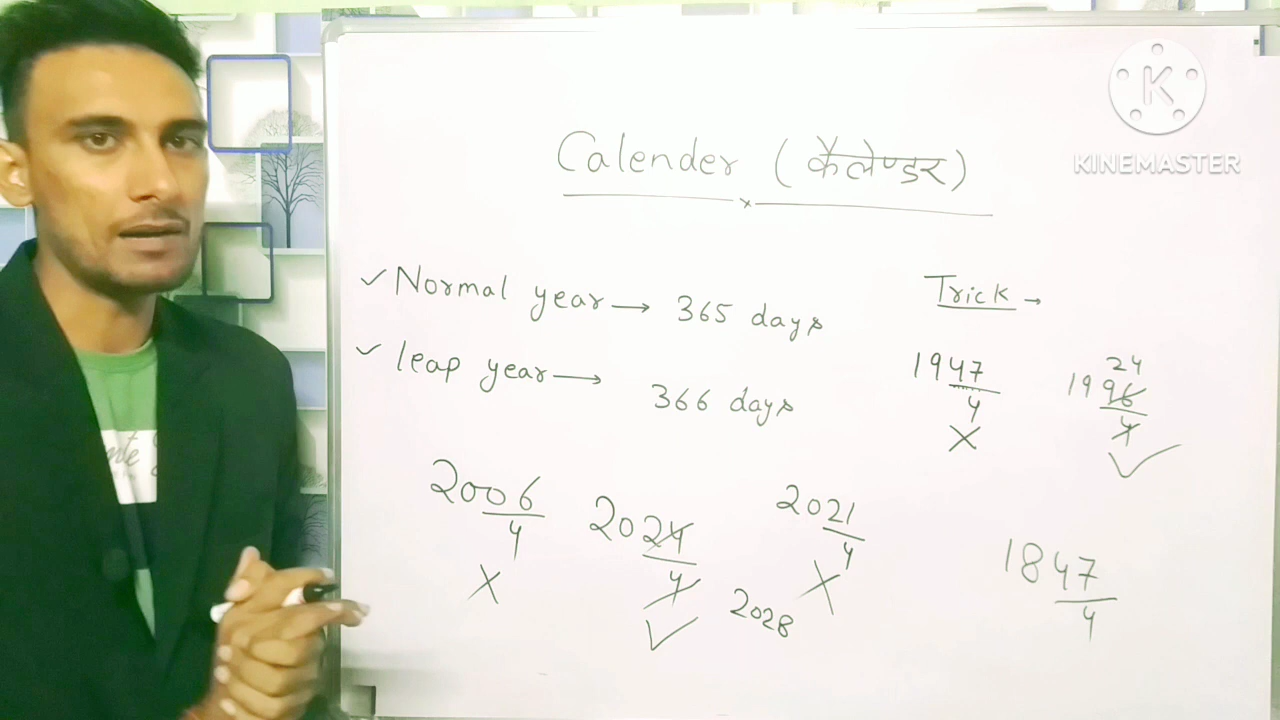 Calender (कैलेण्डर)
✓ Normal year → 365 days
✓ leap year → 366 days
Trick →
1947
4
X
24
1996
4
✓
2006
4
X
2024
4
✓
2028
2021
4
X
1847
4
K
KINEMASTER